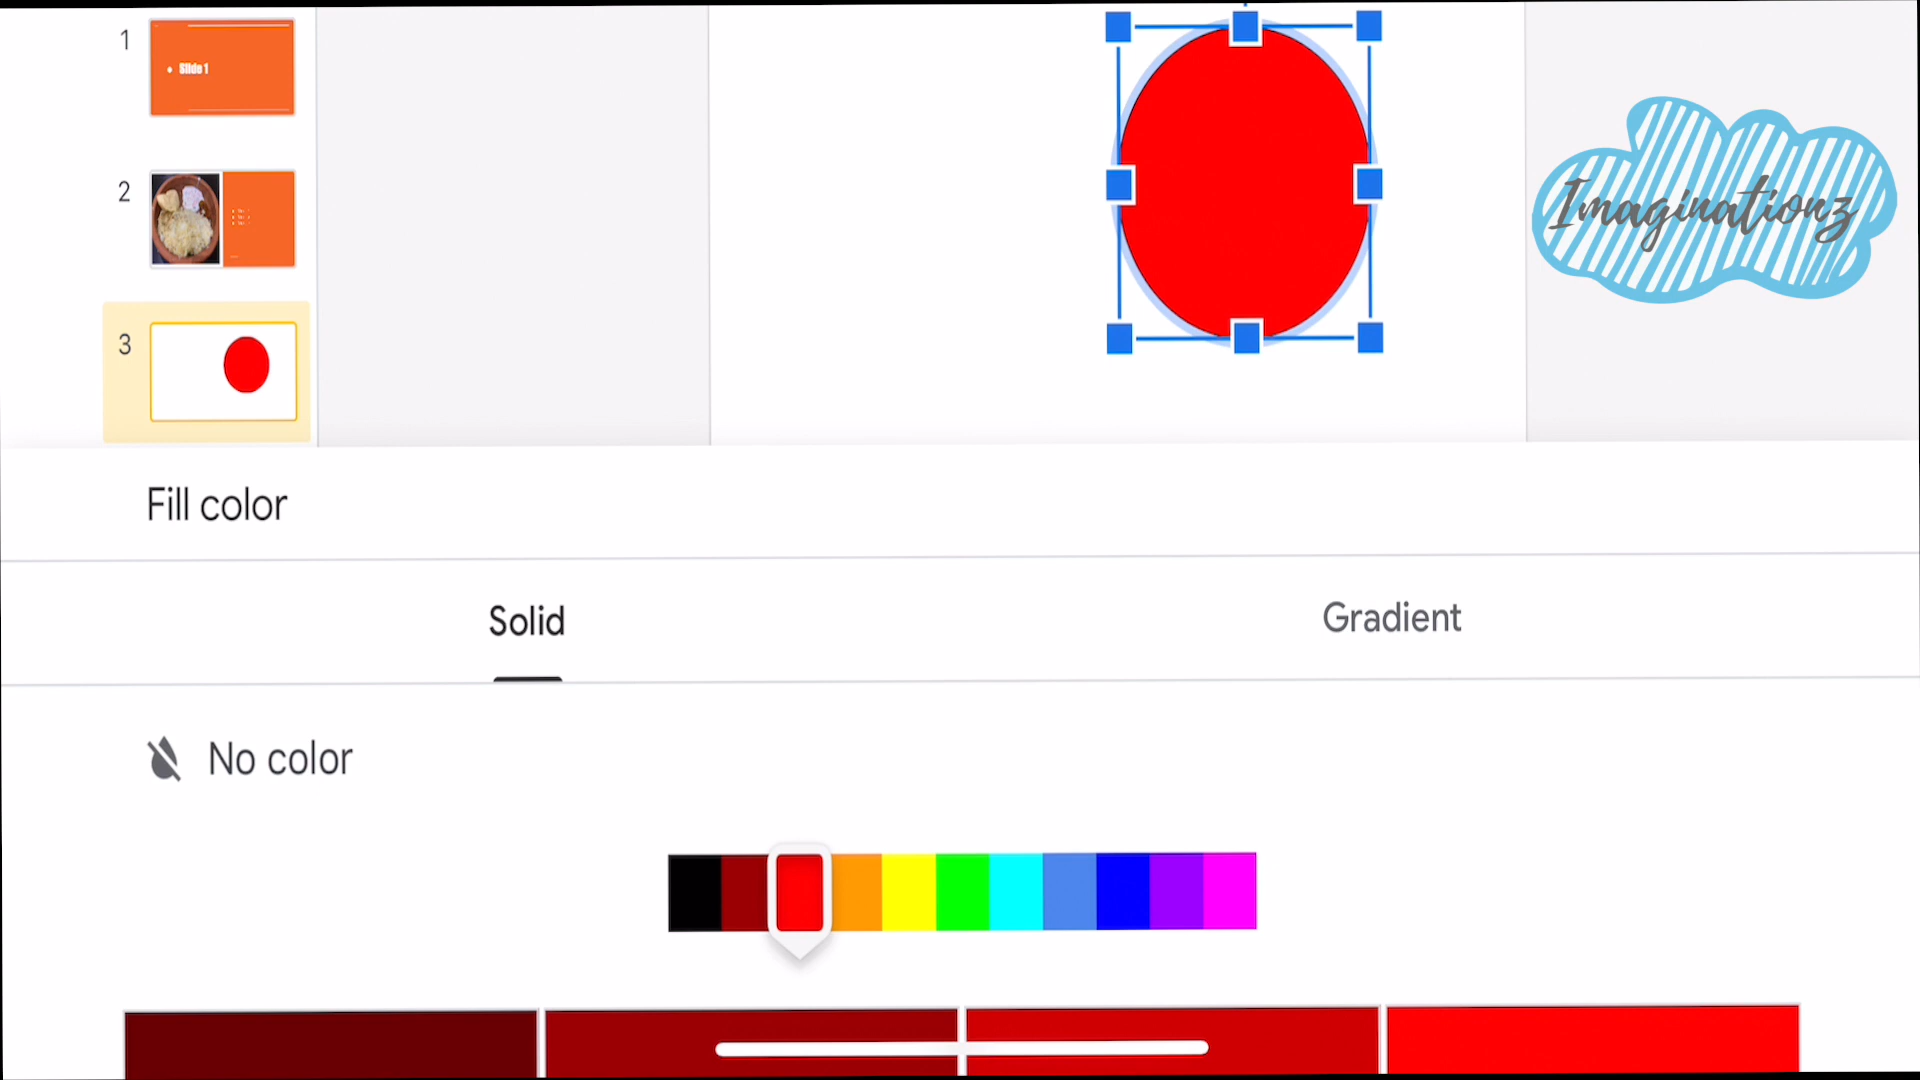 1
Slide 1
2
3
Imaginationz
Fill color
Solid
Gradient
No color